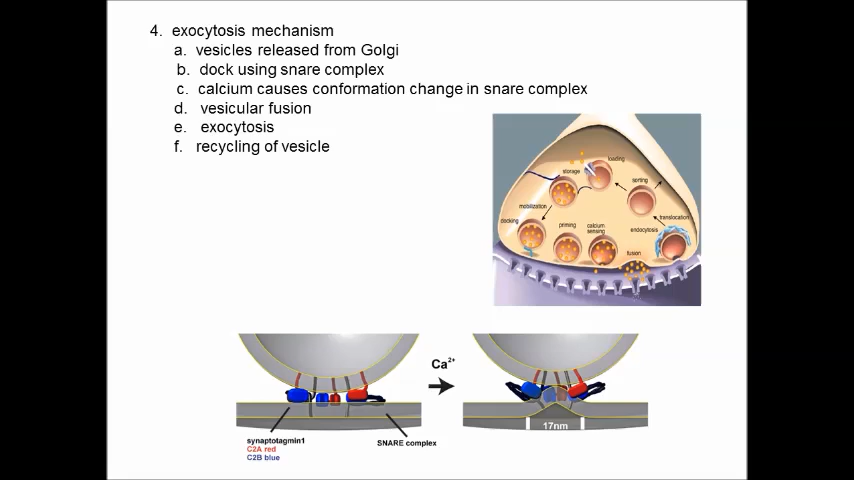 4. exocytosis mechanism
a. vesicles released from Golgi
b. dock using snare complex
c. calcium causes conformation change in snare complex
d. vesicular fusion
e. exocytosis
f. recycling of vesicle
loading
storage
sorting
mobilization
translocation
docking
priming
calcium
sensing
endocytosis
fusion
Ca²⁺
17nm
synaptotagmin1
C2A red
C2B blue
SNARE complex